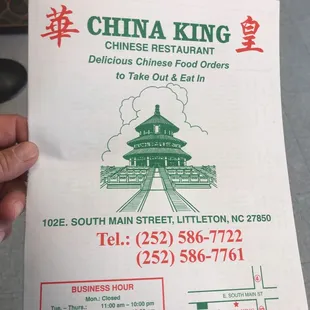 華 CHINA KING 皇
CHINESE RESTAURANT
Delicious Chinese Food Orders
to Take Out & Eat In
102E. SOUTH MAIN STREET, LITTLETON, NC 27850
Tel.: (252) 586-7722
(252) 586-7761
BUSINESS HOUR
Mon.: Closed
Tue. - Thurs.: 11:00 am - 10:00 pm
E. SOUTH MAIN ST